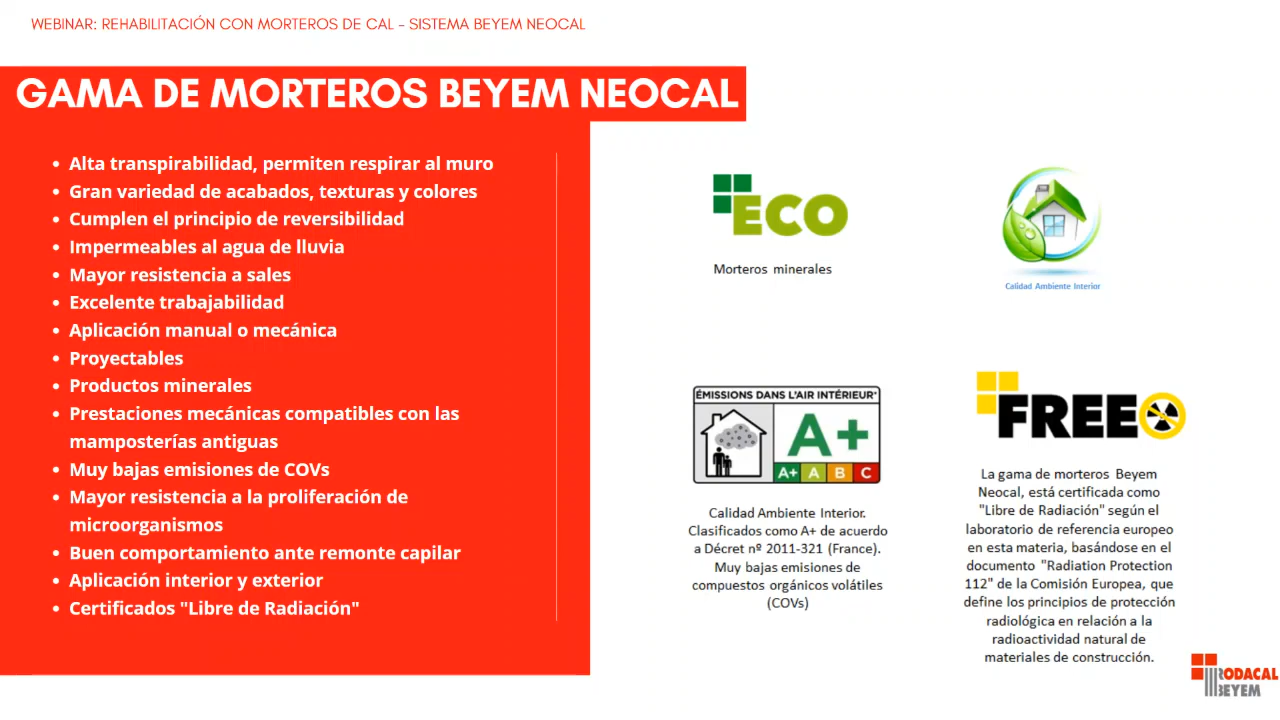 WEBINAR: REHABILITACIÓN CON MORTEROS DE CAL - SISTEMA BEYEM NEOCAL
GAMA DE MORTEROS BEYEM NEOCAL
• Alta transpirabilidad, permiten respirar al muro
• Gran variedad de acabados, texturas y colores
• Cumplen el principio de reversibilidad
• Impermeables al agua de lluvia
• Mayor resistencia a sales
• Excelente trabajabilidad
• Aplicación manual o mecánica
• Proyectables
• Productos minerales
• Prestaciones mecánicas compatibles con las
mamposterías antiguas
• Muy bajas emisiones de COVs
• Mayor resistencia a la proliferación de
microorganismos
• Buen comportamiento ante remonte capilar
• Aplicación interior y exterior
• Certificados "Libre de Radiación"
ECO
Morteros minerales
Calidad Ambiente Interior
ÉMISSIONS DANS L'AIR INTÉRIEUR*
A+
A+ A B C
Calidad Ambiente Interior.
Clasificados como A+ de acuerdo
a Décret nº 2011-321 (France).
Muy bajas emisiones de
compuestos orgánicos volátiles
(COVs)
FREE
La gama de morteros Beyem
Neocal, está certificada como
"Libre de Radiación" según el
laboratorio de referencia europeo
en esta materia, basándose en el
documento "Radiation Protection
112" de la Comisión Europea, que
define los principios de protección
radiológica en relación a la
radioactividad natural de
materiales de construcción.
RODACAL
BEYEM